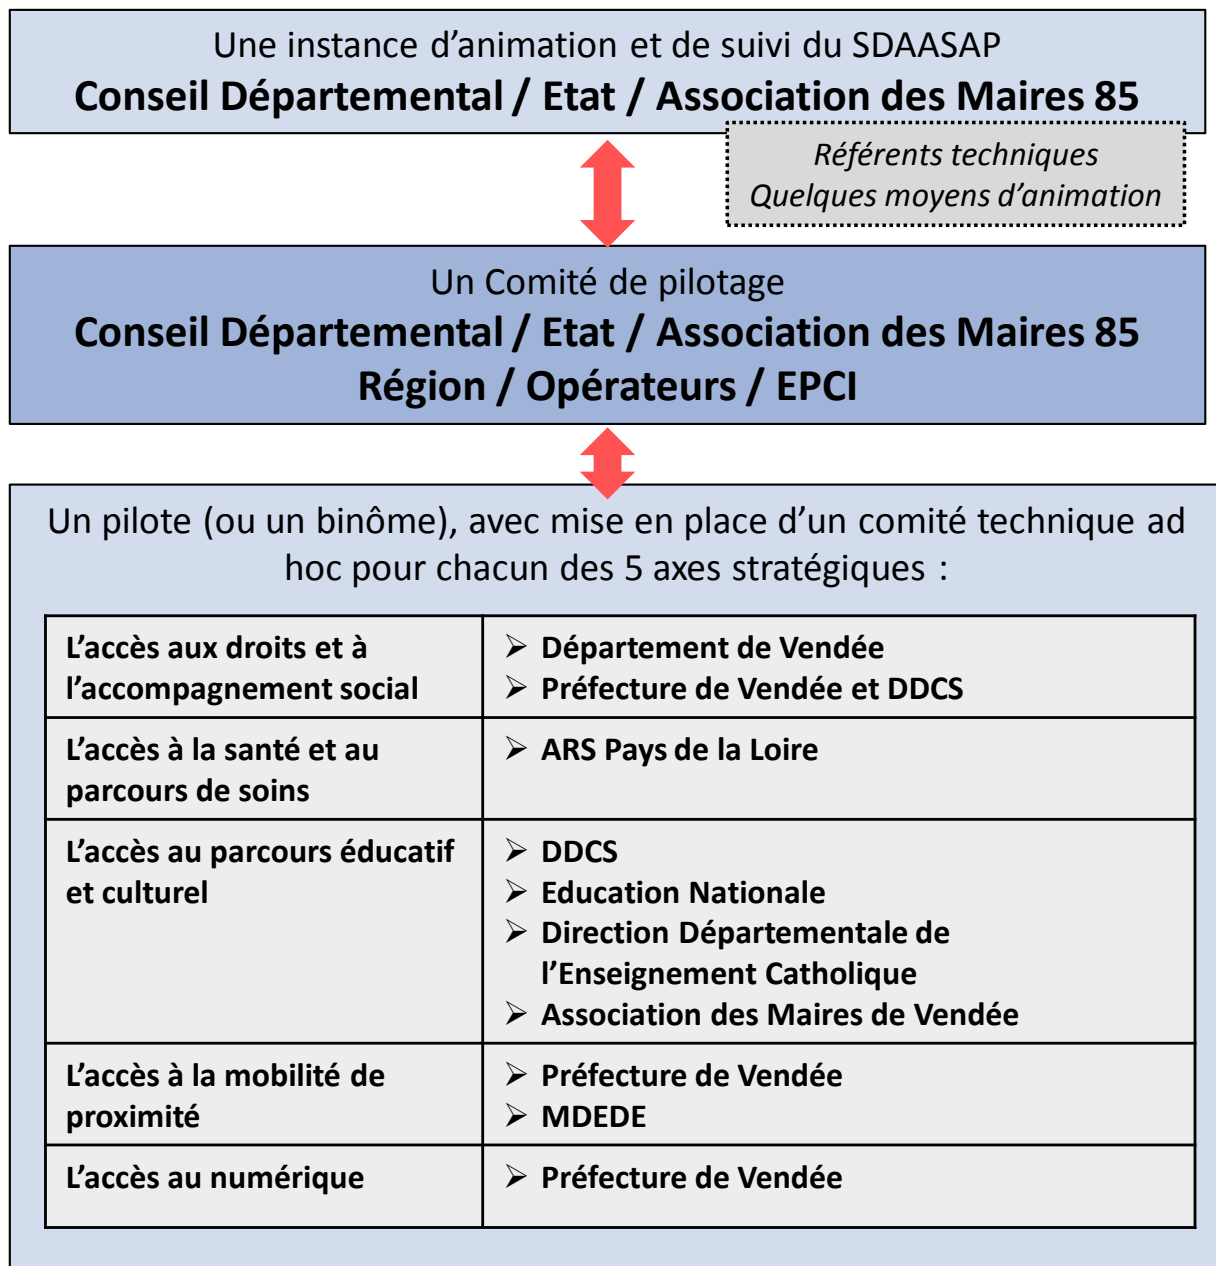 Une instance d’animation et de suivi du SDAASAP
Conseil Départemental / Etat / Association des Maires 85
Référents techniques
Quelques moyens d’animation
Un Comité de pilotage
Conseil Départemental / Etat / Association des Maires 85
Région / Opérateurs / EPCI
Un pilote (ou un binôme), avec mise en place d’un comité technique ad
hoc pour chacun des 5 axes stratégiques :
L’accès aux droits et à
l’accompagnement social
➢ Département de Vendée
➢ Préfecture de Vendée et DDCS
L’accès à la santé et au
parcours de soins
➢ ARS Pays de la Loire
L’accès au parcours éducatif
et culturel
➢ DDCS
➢ Education Nationale
➢ Direction Départementale de
l’Enseignement Catholique
➢ Association des Maires de Vendée
L’accès à la mobilité de
proximité
➢ Préfecture de Vendée
➢ MDEDE
L’accès au numérique
➢ Préfecture de Vendée